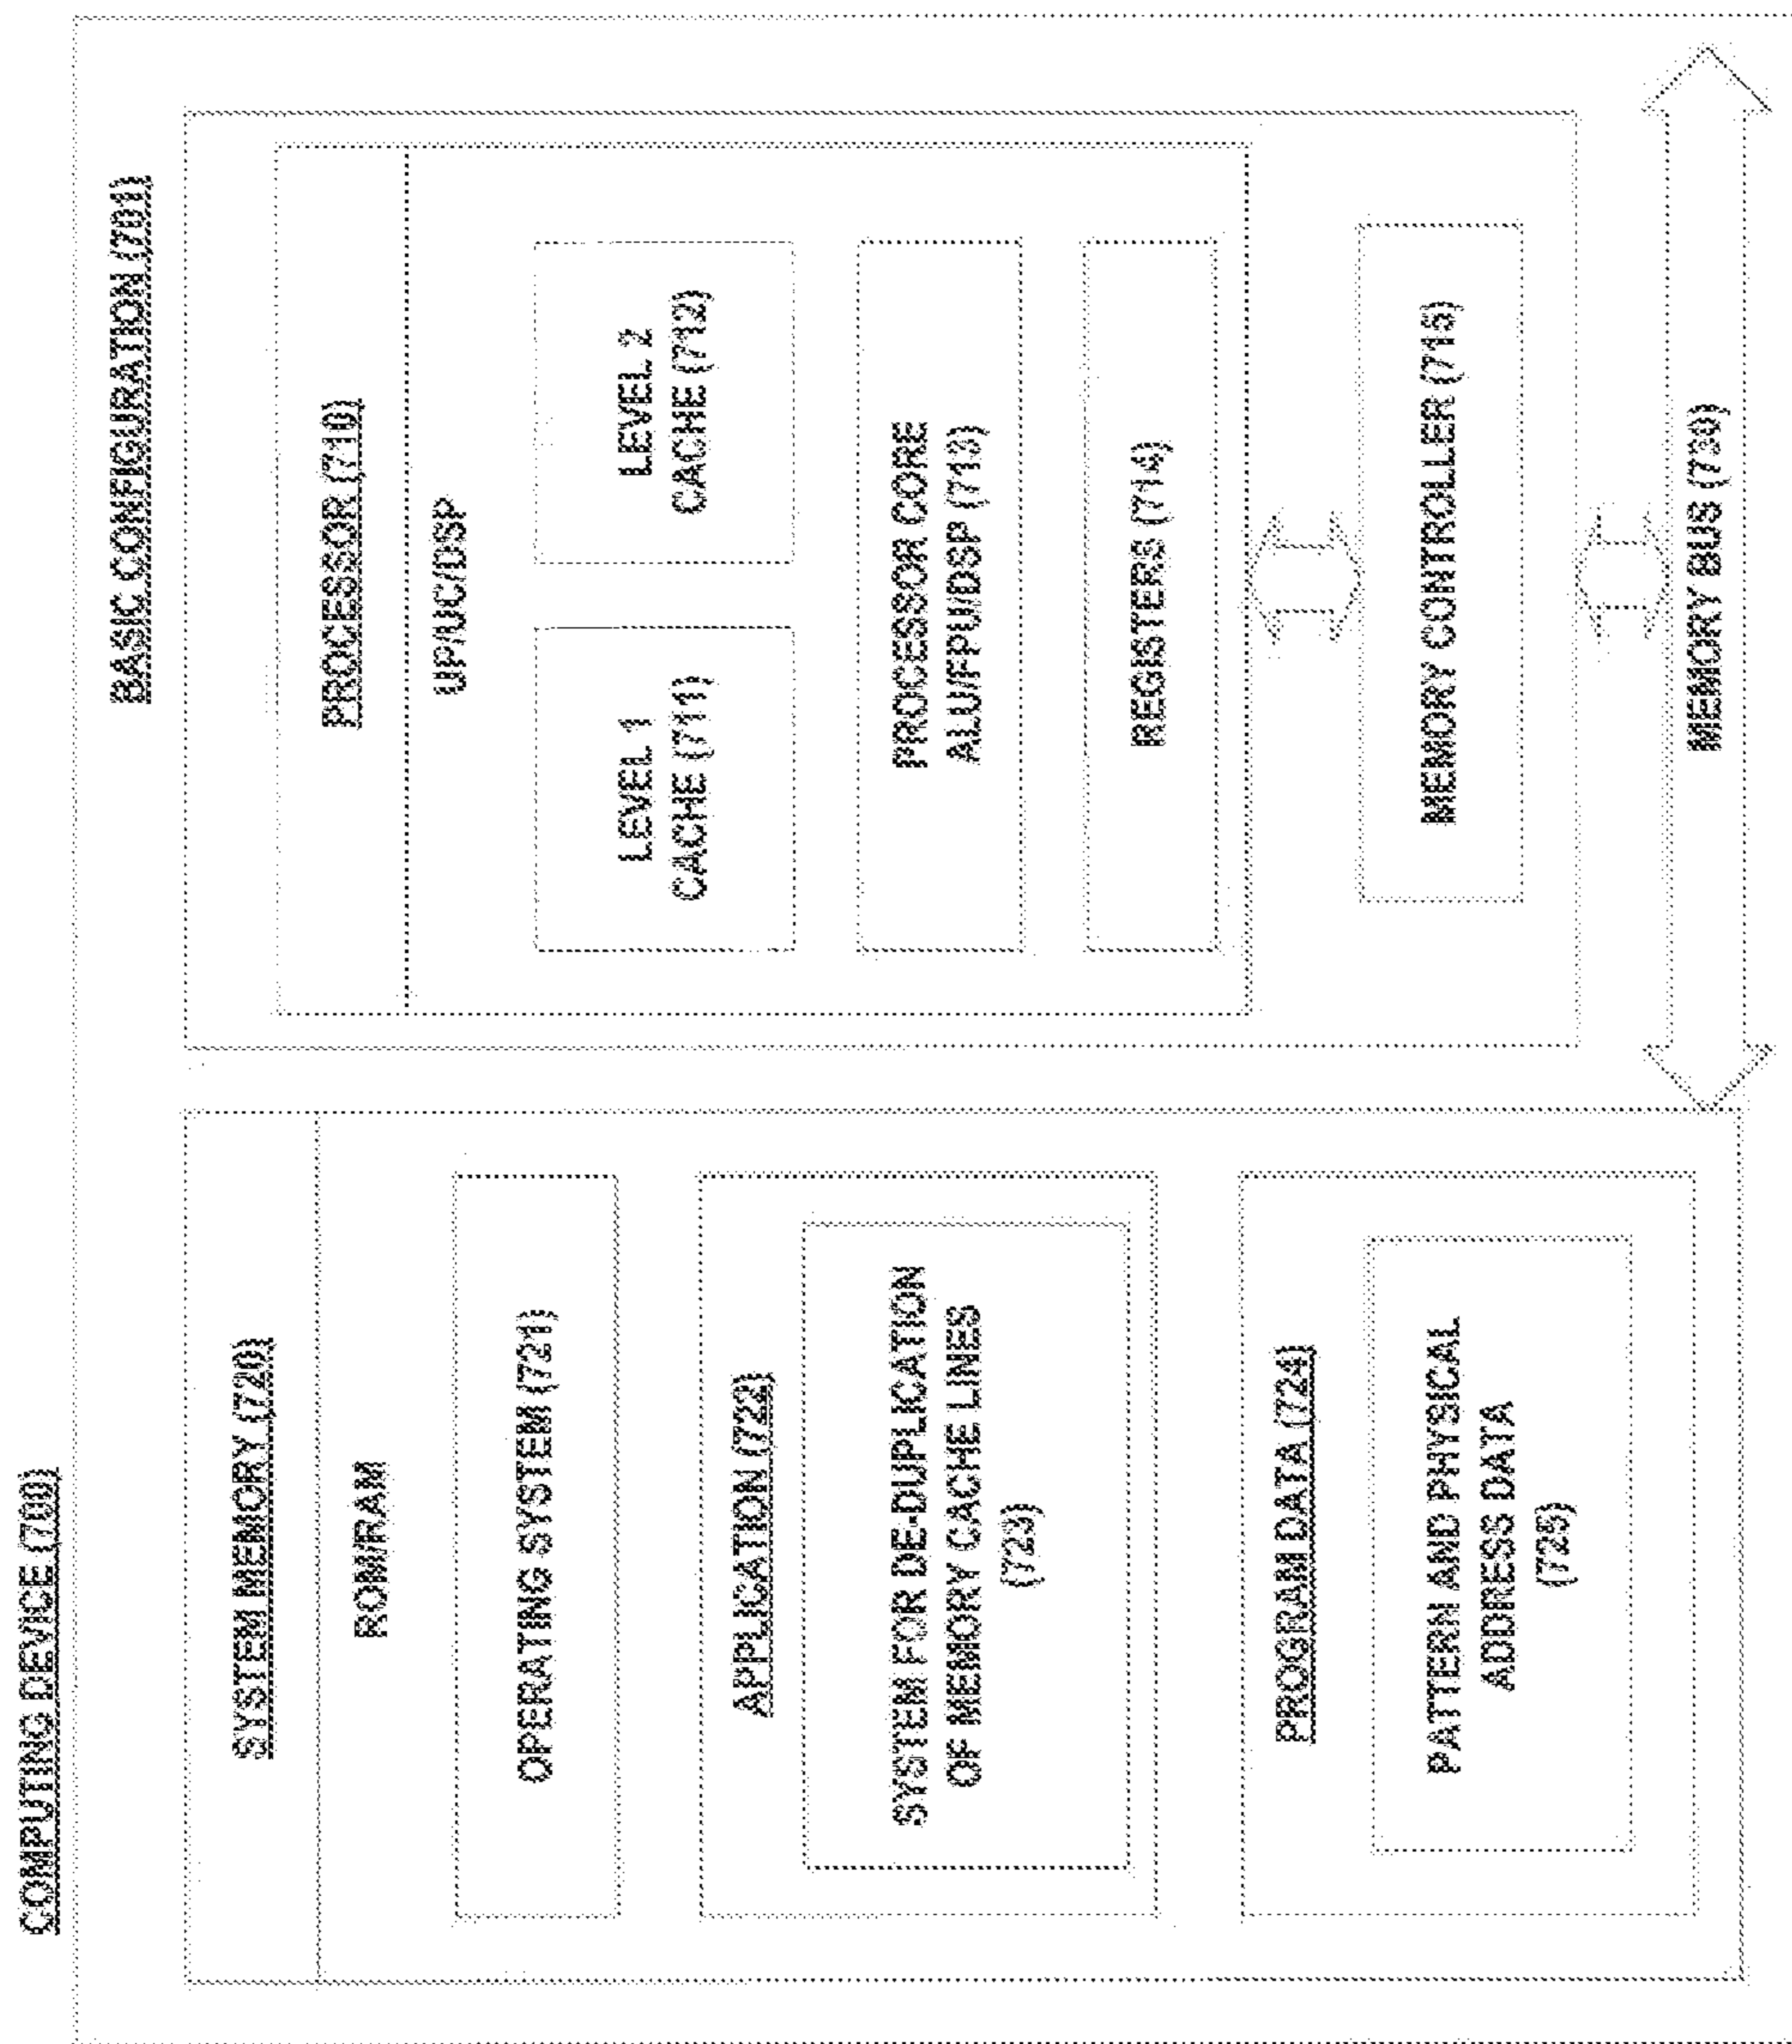 COMPUTING DEVICE (700)
SYSTEM MEMORY (720)
ROM/RAM
OPERATING SYSTEM (721)
APPLICATION (722)
SYSTEM FOR DE-DUPLICATION
OF MEMORY CACHE LINES
(723)
PROGRAM DATA (724)
PATTERN AND PHYSICAL
ADDRESS DATA
(725)
BASIC CONFIGURATION (701)
PROCESSOR (710)
UP/UC/DSP
LEVEL 1
CACHE (711)
LEVEL 2
CACHE (712)
PROCESSOR CORE
ALU/FPU/DSP (713)
REGISTERS (714)
MEMORY CONTROLLER (715)
MEMORY BUS (730)